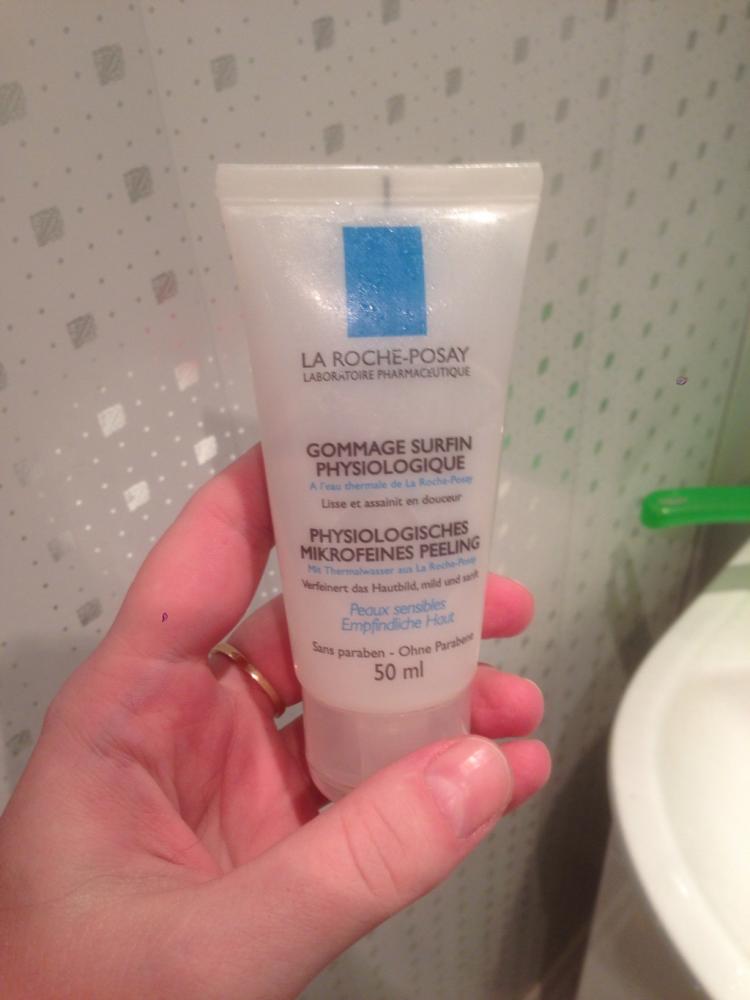 LA ROCHE-POSAY
LABORATOIRE PHARMACEUTIQUE
GOMMAGE SURFIN
PHYSIOLOGIQUE
A l'eau thermale de La Roche-Posay
Lisse et assainit en douceur
PHYSIOLOGISCHES
MIKROFEINES PEELING
Mit Thermalwasser aus La Roche-Posay
Verfeinert das Hautbild, mild und sanft
Peaux sensibles
Empfindliche Haut
Sans paraben - Ohne Parabene
50 ml